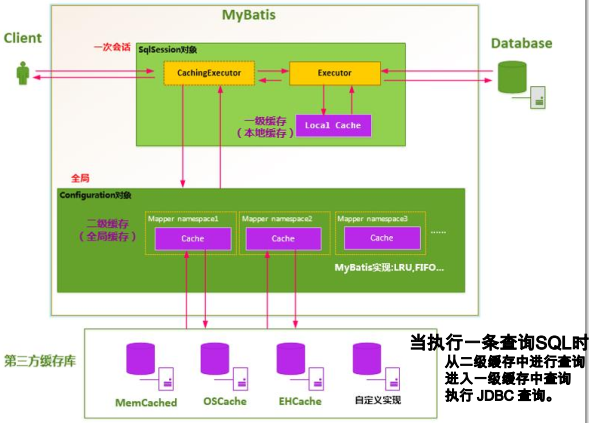 MyBatis
Client
一次会话
SqlSession对象
Database
CachingExecutor
Executor
一级缓存
（本地缓存）
Local Cache
全局
Configuration对象
二级缓存
（全局缓存）
Mapper namespace1
Mapper namespace2
Mapper namespace3
Cache
Cache
Cache
......
MyBatis实现:LRU,FIFO...
第三方缓存库
MemCached
OSCache
EHCache
自定义实现
当执行一条查询SQL时
从二级缓存中进行查询
进入一级缓存中查询
执行 JDBC 查询。